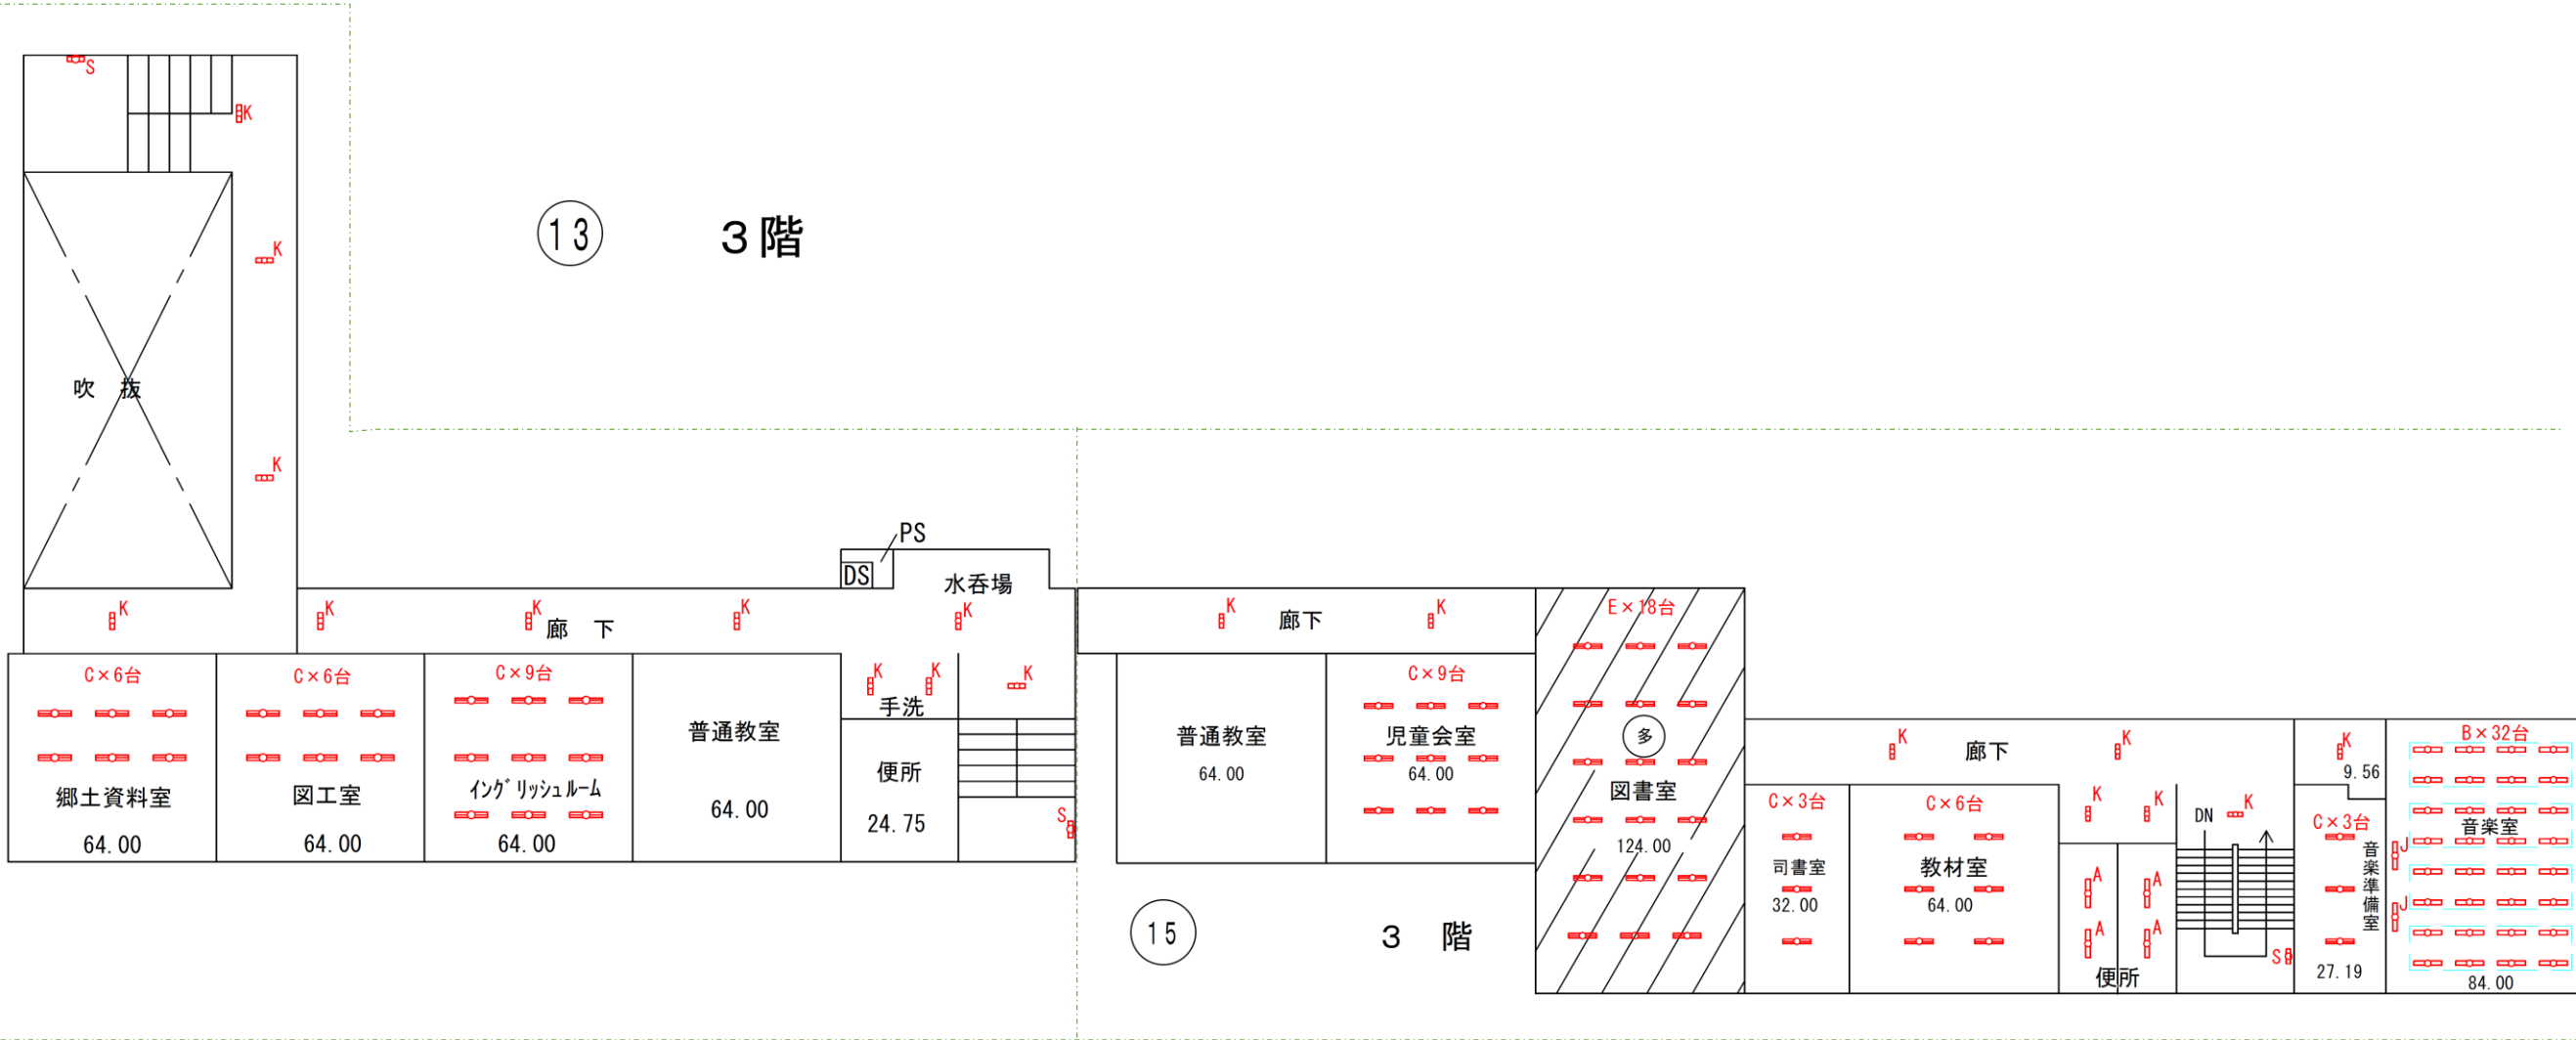 S
K
K
K
13 3階
吹 抜
PS
DS
水呑場
K
K
K
K
K
廊 下
K
K
K
手洗
C×6台
郷土資料室
64.00
C×6台
図工室
64.00
C×9台
イングリッシュルーム
64.00
普通教室
64.00
便所
24.75
S
K
廊下
K
普通教室
64.00
C×9台
児童会室
64.00
15 3 階
E×18台
多
図書室
124.00
K
廊下
K
C×3台
司書室
32.00
C×6台
教材室
64.00
K
K
A
A
A
A
便所
DN
K
S
K
9.56
C×3台
音楽準備室
27.19
B×32台
音楽室
J
J
84.00